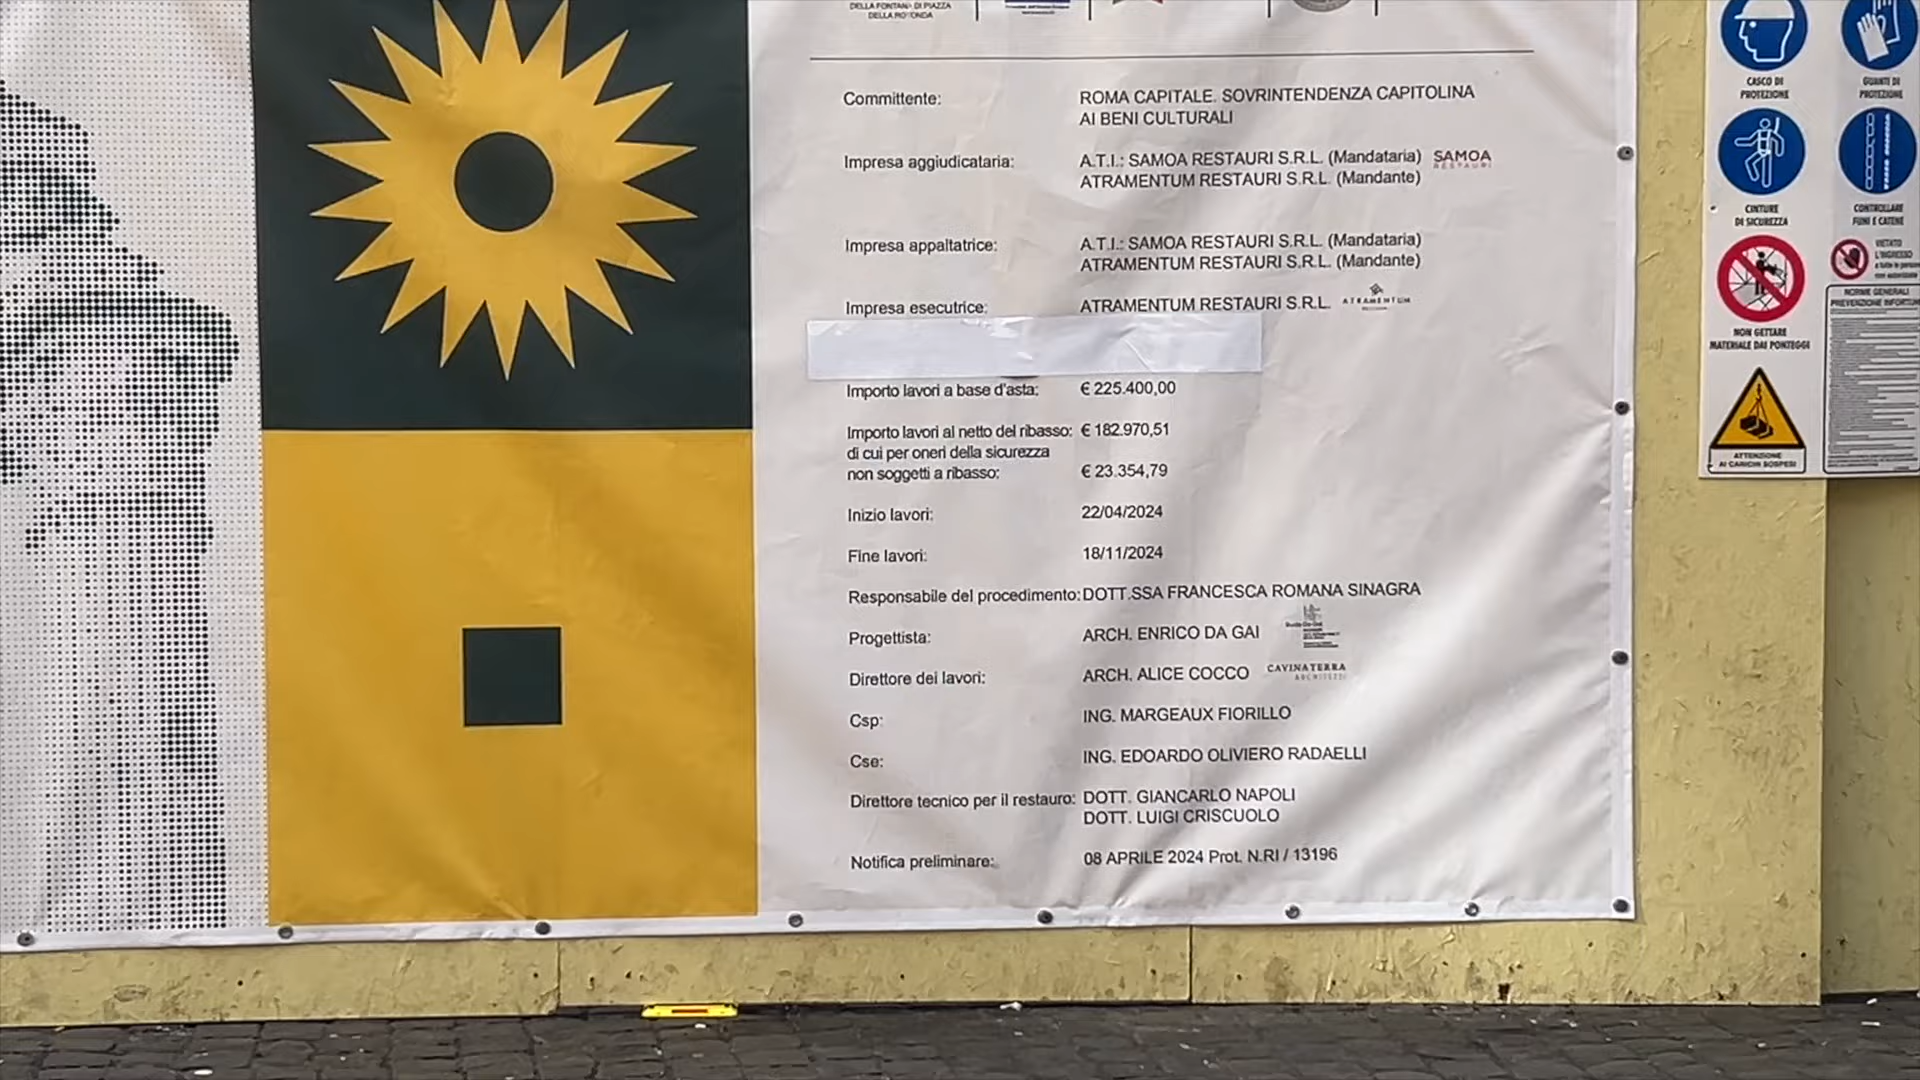 DELLA FONTANA DI PIAZZA
DELLA ROTONDA
Committente: ROMA CAPITALE. SOVRINTENDENZA CAPITOLINA
AI BENI CULTURALI
Impresa aggiudicataria: A.T.I.: SAMOA RESTAURI S.R.L. (Mandataria) SAMOA
RESTAURI
ATRAMENTUM RESTAURI S.R.L. (Mandante)
Impresa appaltatrice: A.T.I.: SAMOA RESTAURI S.R.L. (Mandataria)
ATRAMENTUM RESTAURI S.R.L. (Mandante)
Impresa esecutrice: ATRAMENTUM RESTAURI S.R.L. ATRAMENTUM
Importo lavori a base d'asta: € 225.400,00
Importo lavori al netto del ribasso: € 182.970,51
di cui per oneri della sicurezza
non soggetti a ribasso: € 23.354,79
Inizio lavori: 22/04/2024
Fine lavori: 18/11/2024
Responsabile del procedimento: DOTT.SSA FRANCESCA ROMANA SINAGRA
Progettista: ARCH. ENRICO DA GAI
Direttore dei lavori: ARCH. ALICE COCCO CAVINATERRA
ARCHITETTI
Csp: ING. MARGEAUX FIORILLO
Cse: ING. EDOARDO OLIVIERO RADAELLI
Direttore tecnico per il restauro: DOTT. GIANCARLO NAPOLI
DOTT. LUIGI CRISCUOLO
Notifica preliminare: 08 APRILE 2024 Prot. N.RI / 13196
CASCO DI
PROTEZIONE
GUANTI DI
PROTEZIONE
CINTURE
DI SICUREZZA
CONTROLLARE
FUNI E CATENE
NON GETTARE
MATERIALE DAI PONTEGGI
VIETATO
L'INGRESSO
NORME GENERALI
ATTENZIONE
AI CARICHI SOSPESI